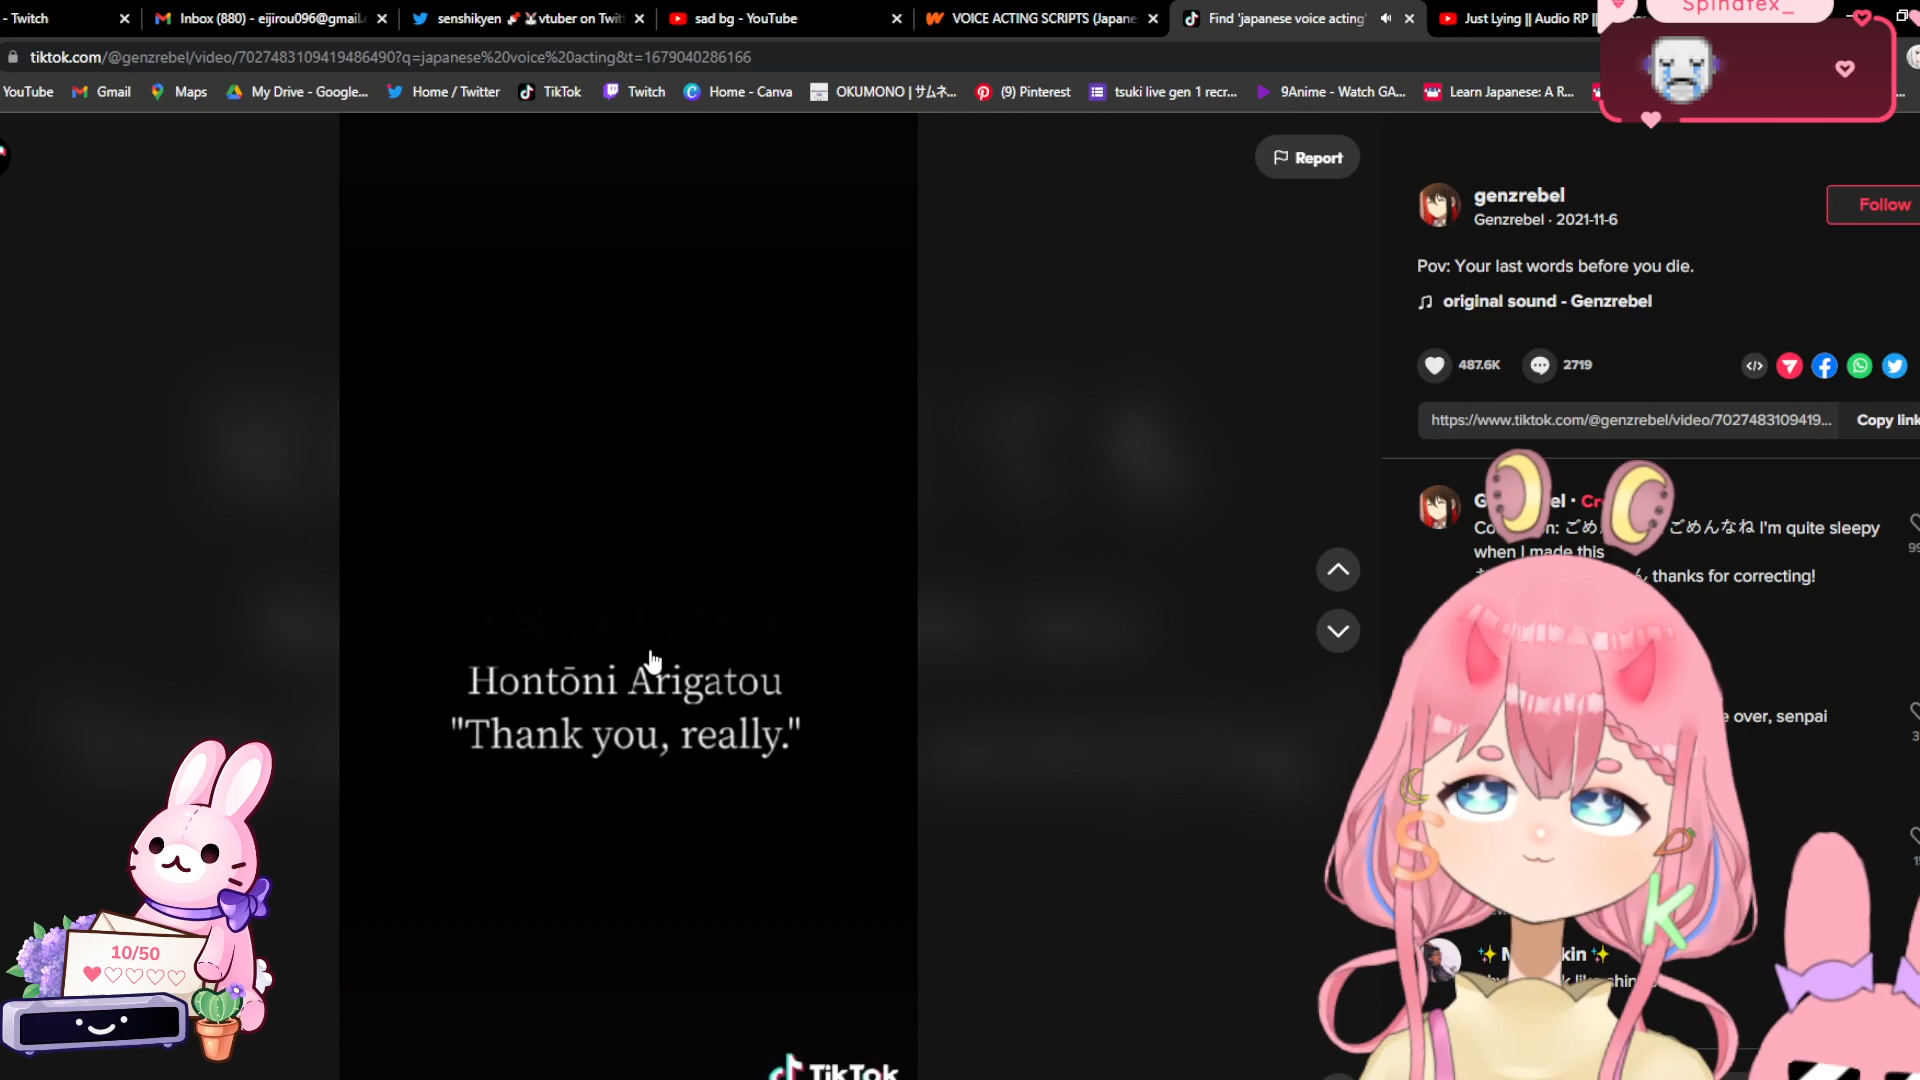 - Twitch
Inbox (880) - eijirou096@gmail.
senshikyen
vtuber on Twit
sad bg - YouTube
VOICE ACTING SCRIPTS (Japane
Find 'japanese voice acting'
Just Lying || Audio RP ||
Spinatex_
tiktok.com/@genzrebel/video/7027483109419486490?q=japanese%20voice%20acting&t=1679040286166
YouTube
Gmail
Maps
My Drive - Google...
Home / Twitter
TikTok
Twitch
Home - Canva
OKUMONO | サムネ...
(9) Pinterest
tsuki live gen 1 recr...
9Anime - Watch GA...
Learn Japanese: A R...
Report
genzrebel
Genzrebel · 2021-11-6
Follow
Pov: Your last words before you die.
original sound - Genzrebel
487.6K
2719
https://www.tiktok.com/@genzrebel/video/7027483109419...
Copy link
ごめんなね I'm quite sleepy
when I made this
thanks for correcting!
over, senpai
Hontōni Arigatou
"Thank you, really."
10/50
S
K
TikTok